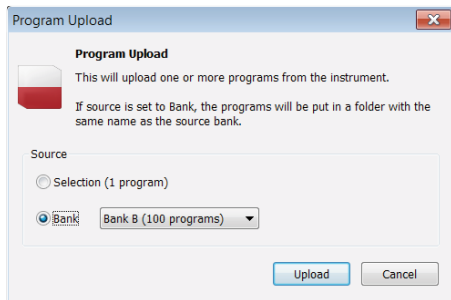 Program Upload
Program Upload
This will upload one or more programs from the instrument.
If source is set to Bank, the programs will be put in a folder with the
same name as the source bank.
Source
Selection (1 program)
Bank Bank B (100 programs)
Upload Cancel